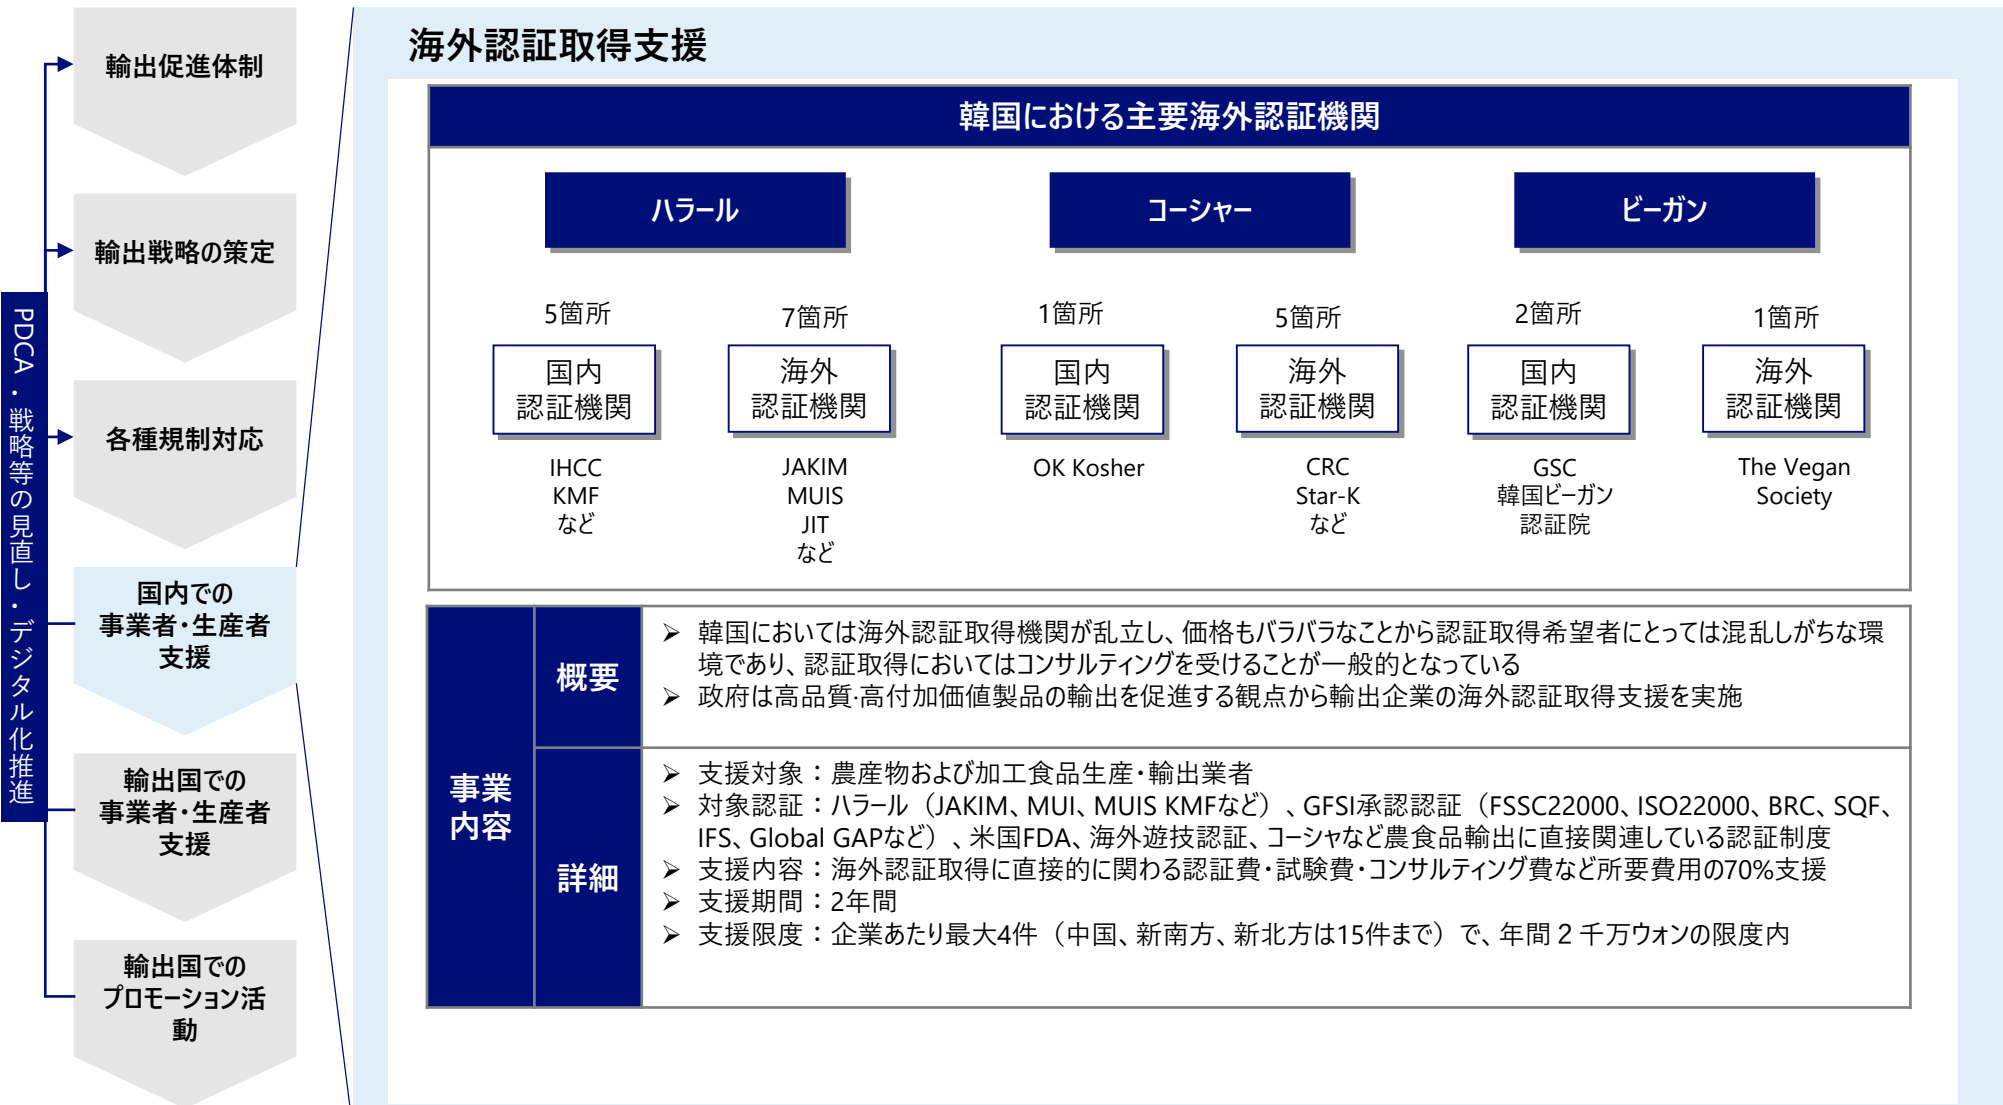 PDCA・戦略等の見直し・デジタル化推進
輸出促進体制
輸出戦略の策定
各種規制対応
国内での
事業者・生産者
支援
輸出国での
事業者・生産者
支援
輸出国での
プロモーション活
動
海外認証取得支援
韓国における主要海外認証機関
ハラール
コーシャー
ビーガン
5箇所
国内
認証機関
IHCC
KMF
など
7箇所
海外
認証機関
JAKIM
MUIS
JIT
など
1箇所
国内
認証機関
OK Kosher
5箇所
海外
認証機関
CRC
Star-K
など
2箇所
国内
認証機関
GSC
韓国ビーガン
認証院
1箇所
海外
認証機関
The Vegan
Society
事業
内容
概要
➢ 韓国においては海外認証取得機関が乱立し、価格もバラバラなことから認証取得希望者にとっては混乱しがちな環
境であり、認証取得においてはコンサルティングを受けることが一般的となっている
➢ 政府は高品質·高付加価値製品の輸出を促進する観点から輸出企業の海外認証取得支援を実施
詳細
➢ 支援対象：農産物および加工食品生産・輸出業者
➢ 対象認証：ハラール（JAKIM、MUI、MUIS KMFなど）、GFSI承認認証（FSSC22000、ISO22000、BRC、SQF、
IFS、Global GAPなど）、米国FDA、海外遊技認証、コーシャなど農食品輸出に直接関連している認証制度
➢ 支援内容：海外認証取得に直接的に関わる認証費・試験費・コンサルティング費など所要費用の70%支援
➢ 支援期間：2年間
➢ 支援限度：企業あたり最大4件（中国、新南方、新北方は15件まで）で、年間２千万ウォンの限度内